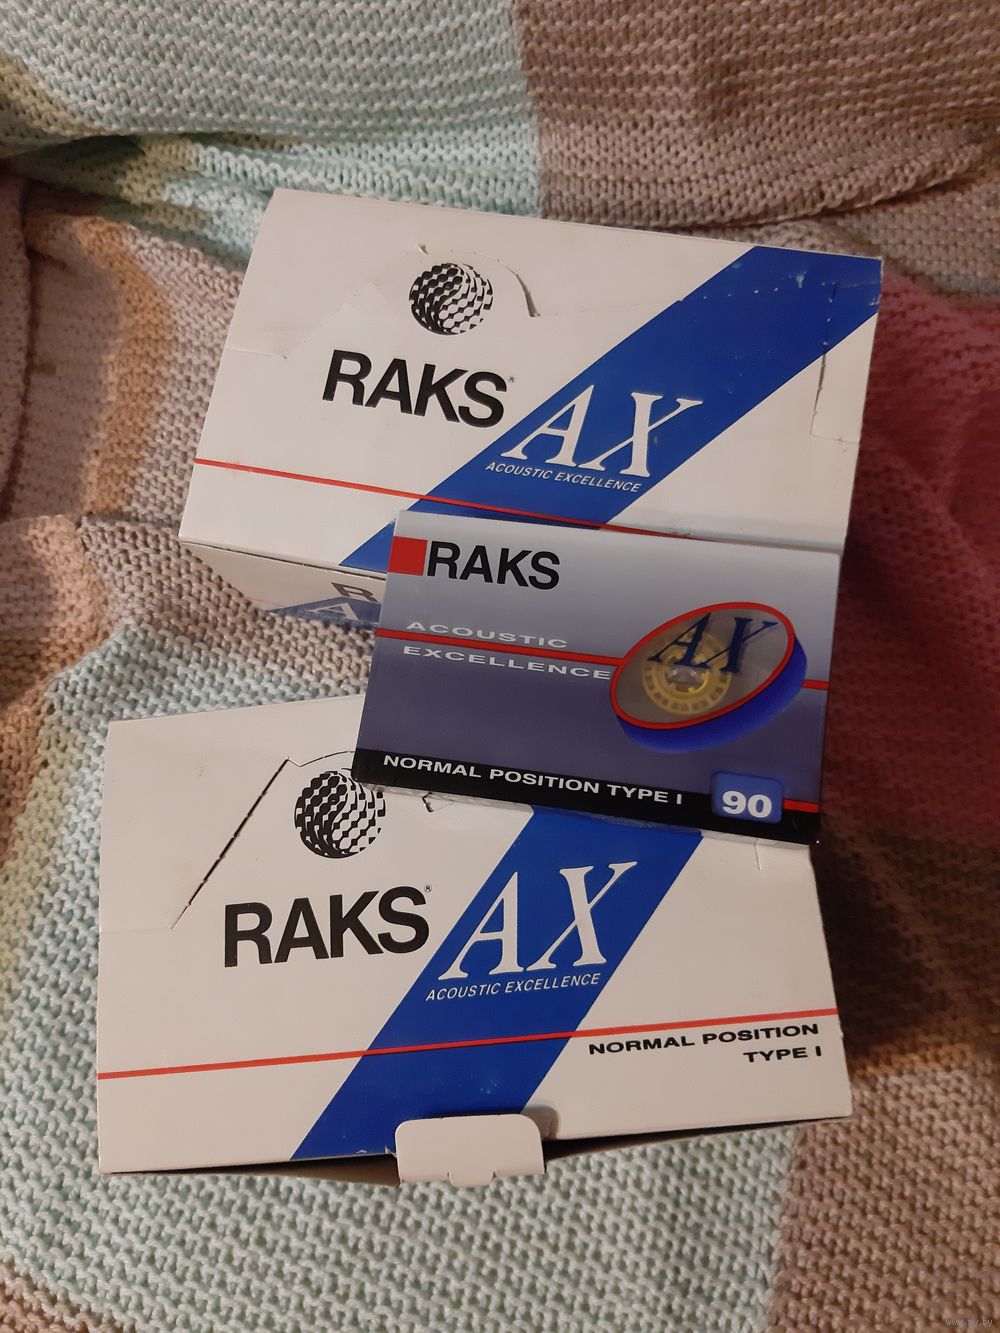 RAKS®
AX
ACOUSTIC EXCELLENCE
RAKS
ACOUSTIC
EXCELLENCE
AX
NORMAL POSITION TYPE I
90
RAKS®
AX
ACOUSTIC EXCELLENCE
NORMAL POSITION
TYPE I